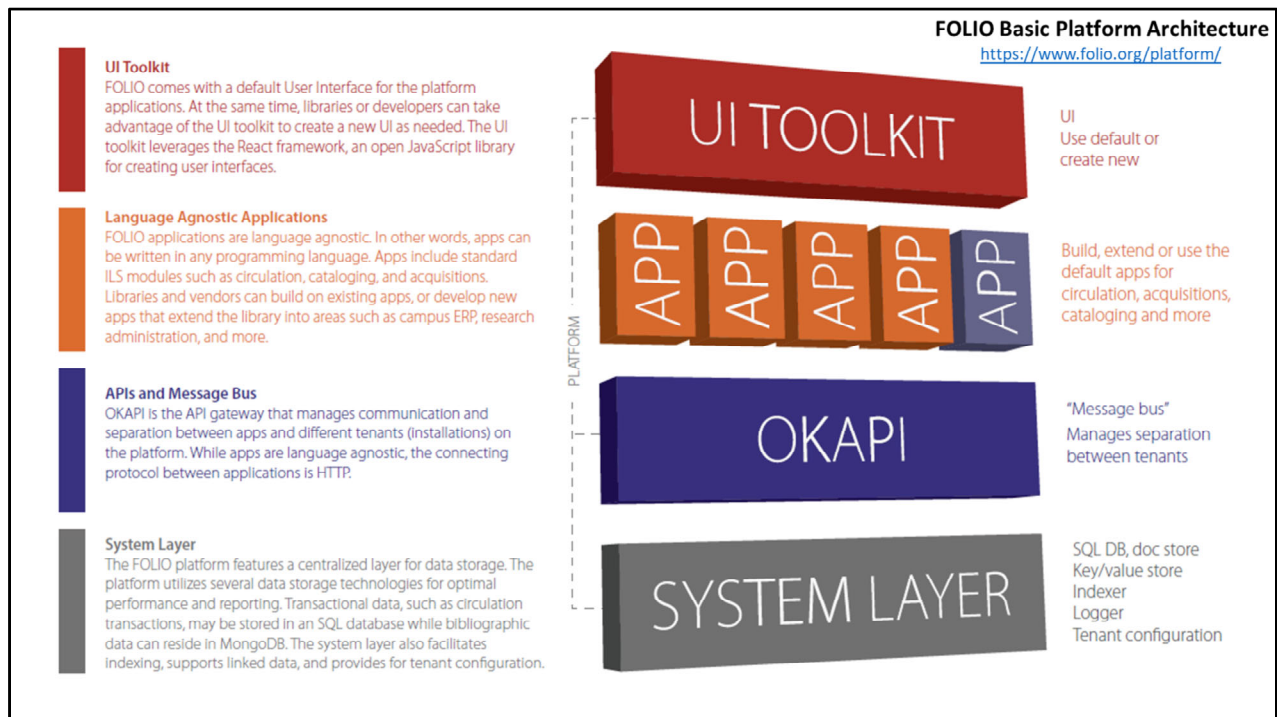 FOLIO Basic Platform Architecture
https://www.folio.org/platform/
UI Toolkit
FOLIO comes with a default User Interface for the platform
applications. At the same time, libraries or developers can take
advantage of the UI toolkit to create a new UI as needed. The UI
toolkit leverages the React framework, an open JavaScript library
for creating user interfaces.
UI TOOLKIT
UI
Use default or
create new
Language Agnostic Applications
FOLIO applications are language agnostic. In other words, apps can
be written in any programming language. Apps include standard
ILS modules such as circulation, cataloging, and acquisitions.
Libraries and vendors can build on existing apps, or develop new
apps that extend the library into areas such as campus ERP, research
administration, and more.
APP
APP
APP
APP
APP
Build, extend or use the
default apps for
circulation, acquisitions,
cataloging and more
PLATFORM
APIs and Message Bus
OKAPI is the API gateway that manages communication and
separation between apps and different tenants (installations) on
the platform. While apps are language agnostic, the connecting
protocol between applications is HTTP.
OKAPI
"Message bus"
Manages separation
between tenants
System Layer
The FOLIO platform features a centralized layer for data storage. The
platform utilizes several data storage technologies for optimal
performance and reporting. Transactional data, such as circulation
transactions, may be stored in an SQL database while bibliographic
data can reside in MongoDB. The system layer also facilitates
indexing, supports linked data, and provides for tenant configuration.
SYSTEM LAYER
SQL DB, doc store
Key/value store
Indexer
Logger
Tenant configuration